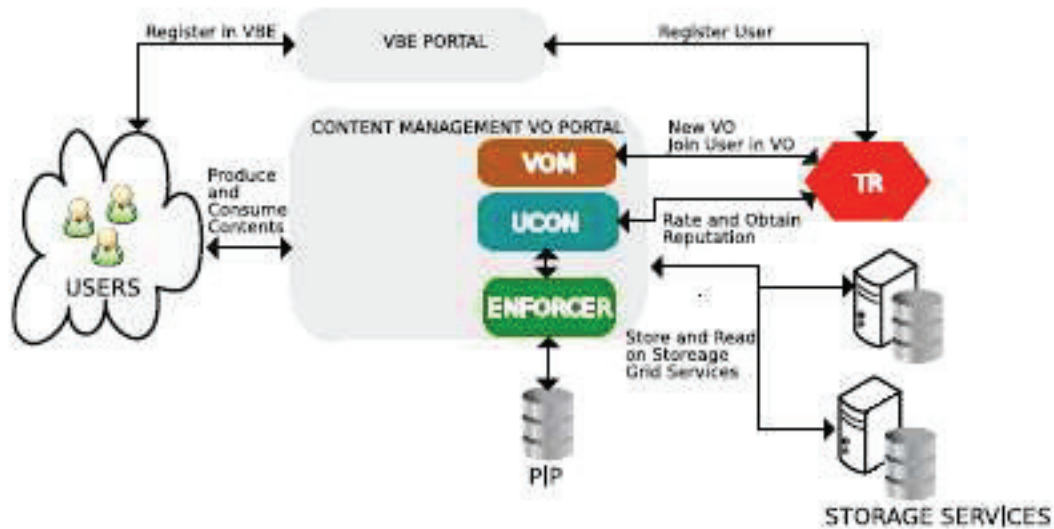 Register in VBE
VBE PORTAL
Register User
CONTENT MANAGEMENT VO PORTAL
New VO
Join User in VO
VOM
TR
Produce
and
Consume
Contents
UCON
Rate and Obtain
Reputation
USERS
ENFORCER
Store and Read
on Storeage
Grid Services
PIP
STORAGE SERVICES